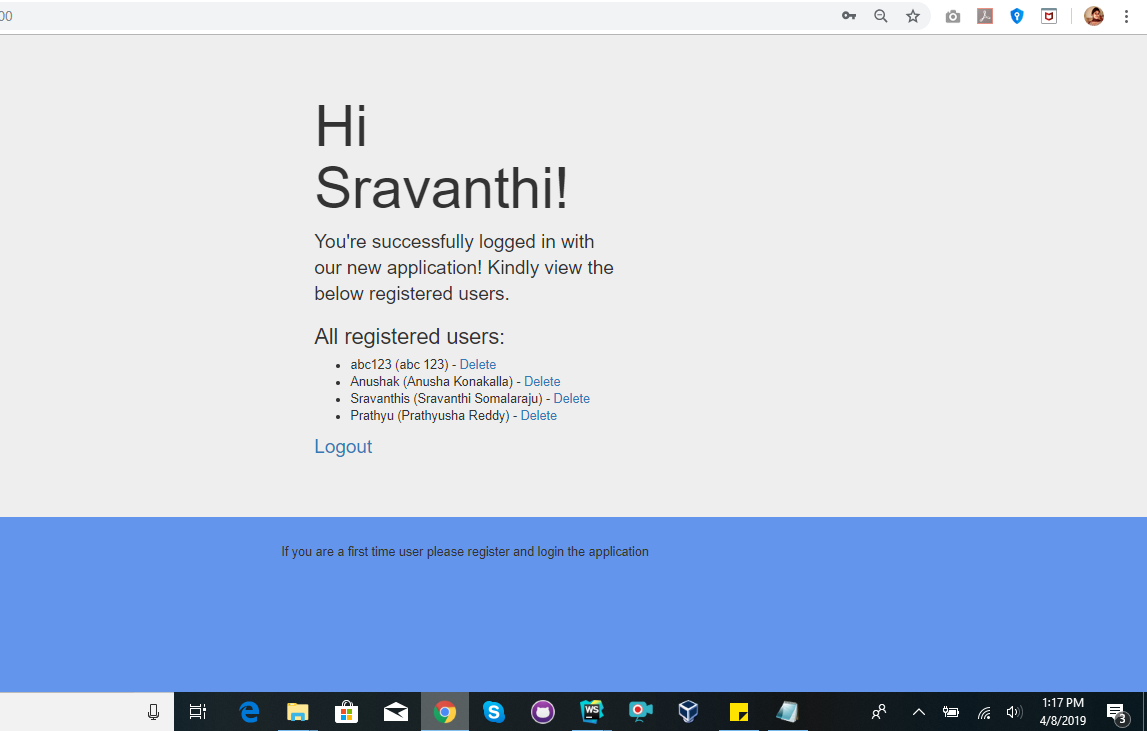 00
Hi
Sravanthi!
You're successfully logged in with
our new application! Kindly view the
below registered users.
All registered users:
abc123 (abc 123) - Delete
Anushak (Anusha Konakalla) - Delete
Sravanthis (Sravanthi Somalaraju) - Delete
Prathyu (Prathyusha Reddy) - Delete
Logout
If you are a first time user please register and login the application
WS
1:17 PM
4/8/2019
3